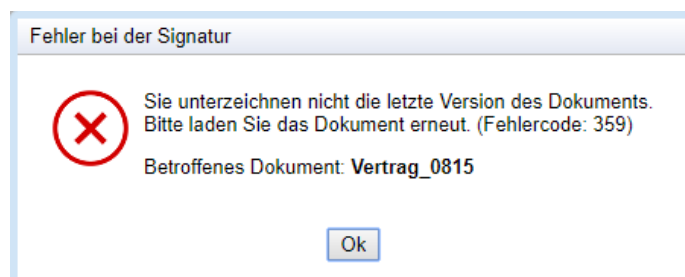 Fehler bei der Signatur
Sie unterzeichnen nicht die letzte Version des Dokuments.
Bitte laden Sie das Dokument erneut. (Fehlercode: 359)
Betroffenes Dokument: Vertrag_0815
Ok